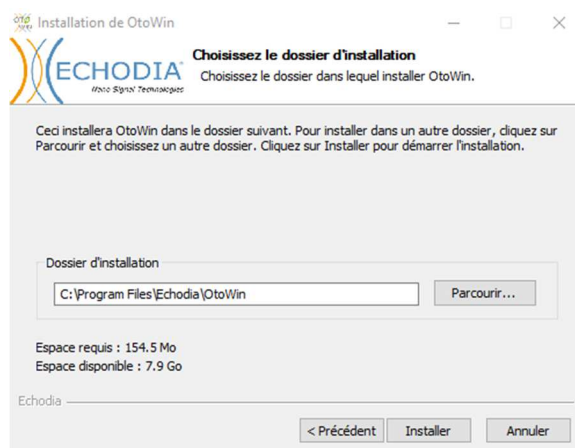 Installation de OtoWin
ECHODIA
Nano Signal Technologies
Choisissez le dossier d'installation
Choisissez le dossier dans lequel installer OtoWin.
Ceci installera OtoWin dans le dossier suivant. Pour installer dans un autre dossier, cliquez sur
Parcourir et choisissez un autre dossier. Cliquez sur Installer pour démarrer l'installation.
Dossier d'installation
C:\Program Files\Echodia\OtoWin
Parcourir...
Espace requis : 154.5 Mo
Espace disponible : 7.9 Go
Echodia
< Précédent
Installer
Annuler